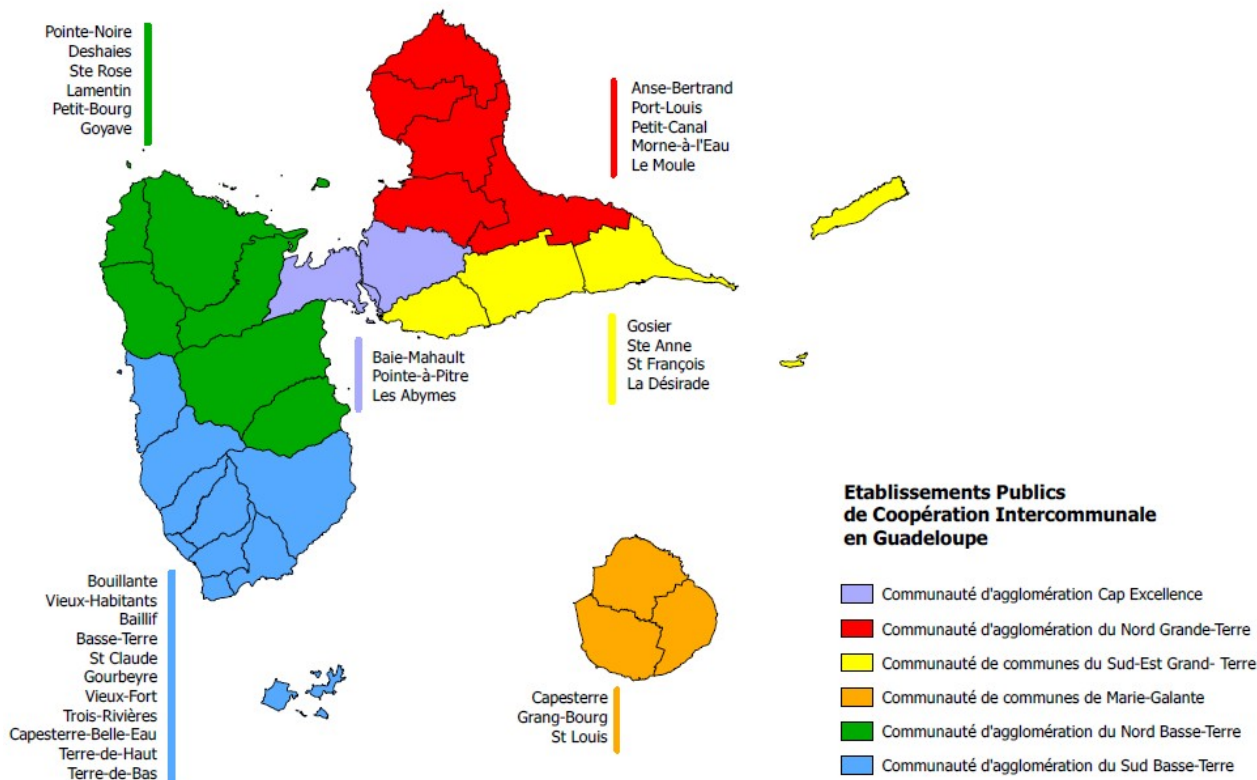 Pointe-Noire
Deshaies
Ste Rose
Lamentin
Petit-Bourg
Goyave
Anse-Bertrand
Port-Louis
Petit-Canal
Morne-à-l'Eau
Le Moule
Gosier
Ste Anne
St François
La Désirade
Baie-Mahault
Pointe-à-Pitre
Les Abymes
Bouillante
Vieux-Habitants
Baillif
Basse-Terre
St Claude
Gourbeyre
Vieux-Fort
Trois-Rivières
Capesterre-Belle-Eau
Terre-de-Haut
Terre-de-Bas
Capesterre
Grang-Bourg
St Louis
Etablissements Publics
de Coopération Intercommunale
en Guadeloupe
Communauté d'agglomération Cap Excellence
Communauté d'agglomération du Nord Grande-Terre
Communauté de communes du Sud-Est Grand- Terre
Communauté de communes de Marie-Galante
Communauté d'agglomération du Nord Basse-Terre
Communauté d'agglomération du Sud Basse-Terre